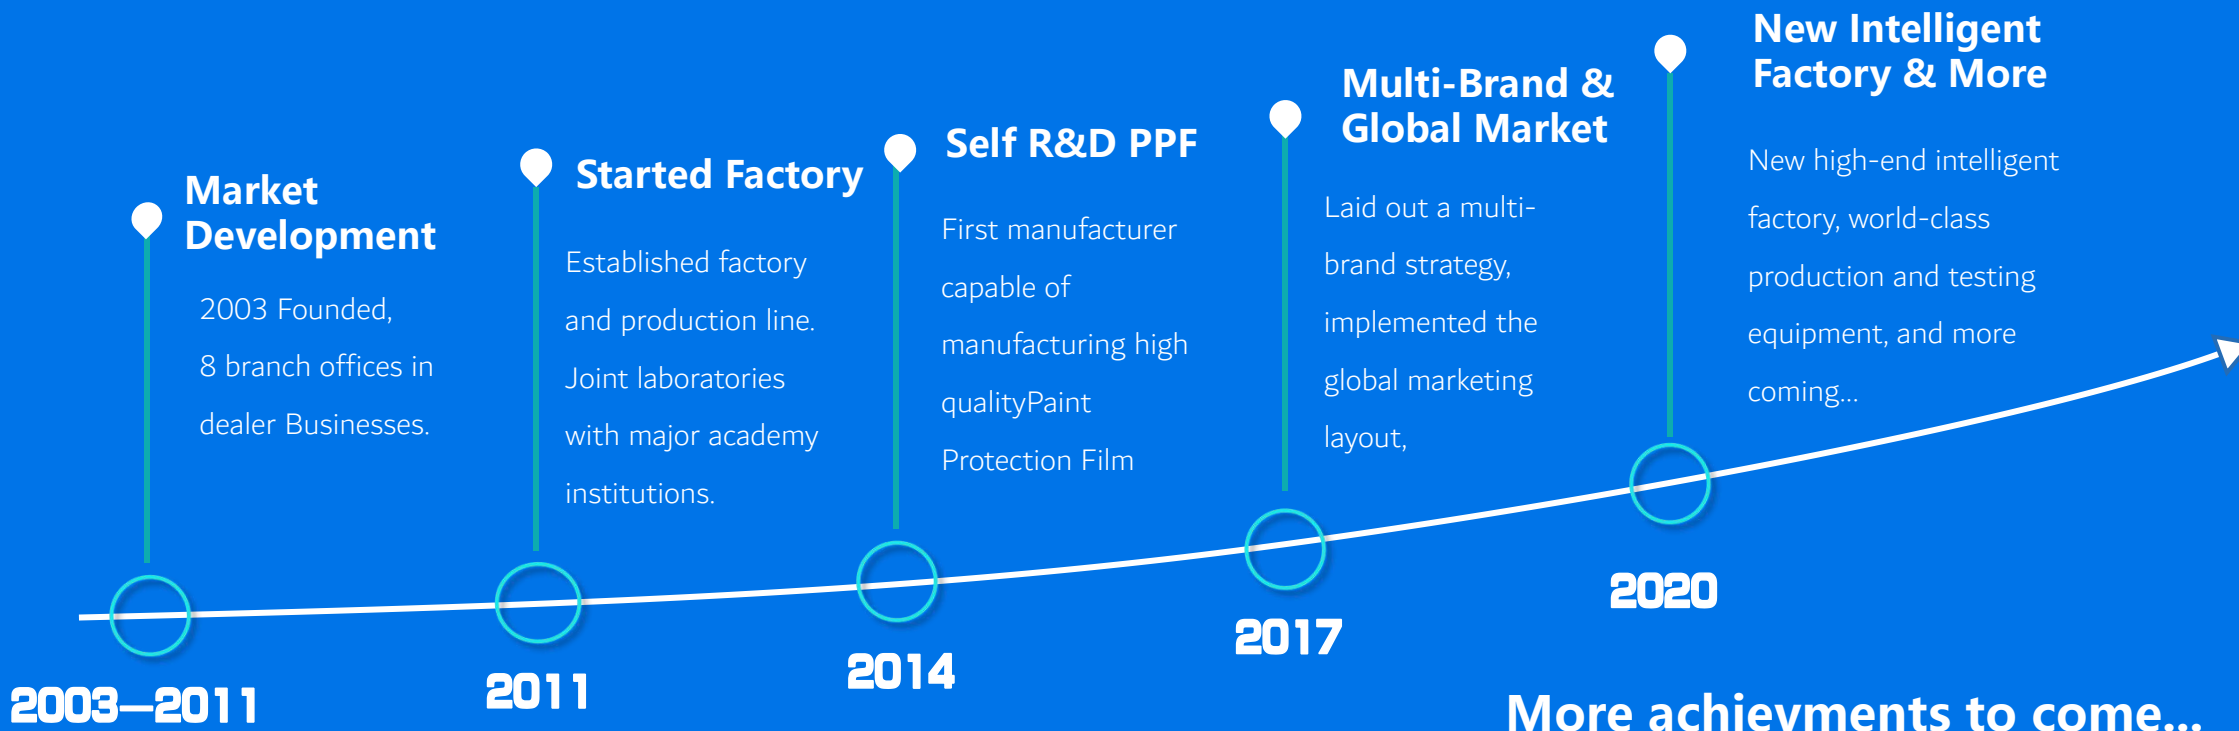 Market
Development
2003 Founded,
8 branch offices in
dealer Businesses.
2003—2011
Started Factory
Established factory
and production line.
Joint laboratories
with major academy
institutions.
2011
Self R&D PPF
First manufacturer
capable of
manufacturing high
qualityPaint
Protection Film
2014
Multi-Brand &
Global Market
Laid out a multi-
brand strategy,
implemented the
global marketing
layout,
2017
New Intelligent
Factory & More
New high-end intelligent
factory, world-class
production and testing
equipment, and more
coming...
2020
More achievments to come...